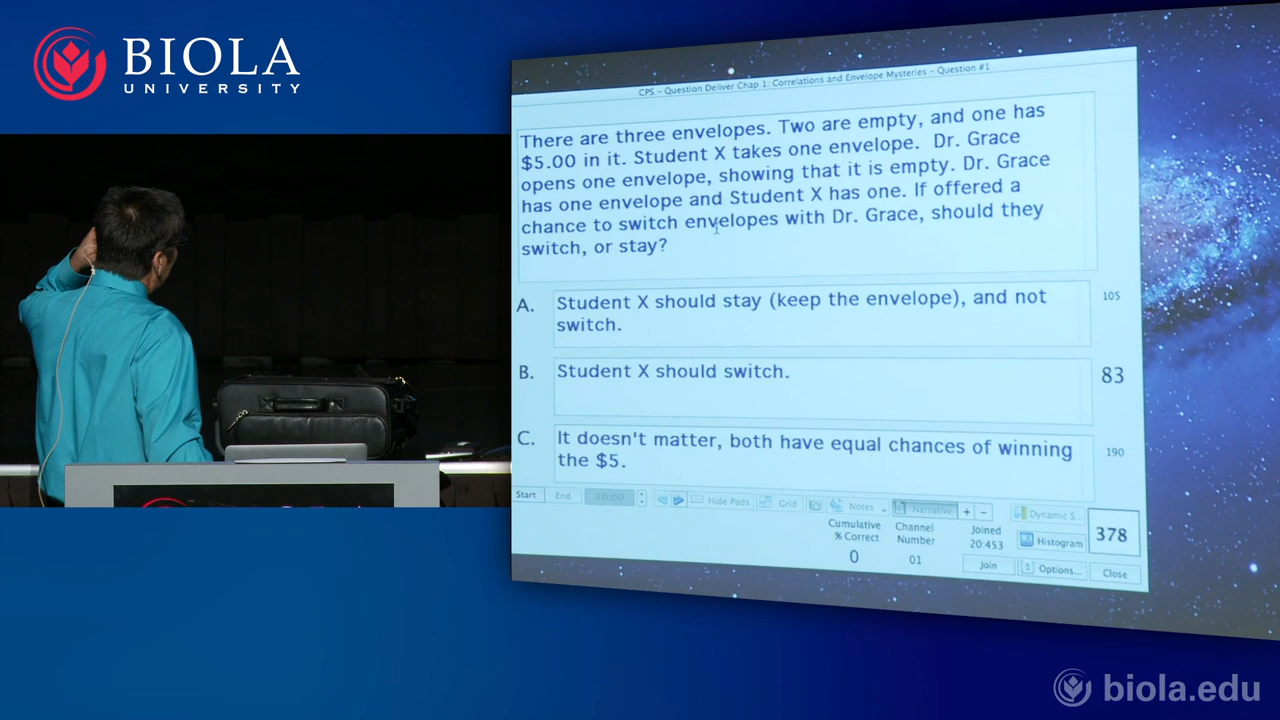 BIOLA
UNIVERSITY
CPS - Question Deliver Chap 1: Correlations and Envelope Mysteries - Question #1
There are three envelopes. Two are empty, and one has
$5.00 in it. Student X takes one envelope. Dr. Grace
opens one envelope, showing that it is empty. Dr. Grace
has one envelope and Student X has one. If offered a
chance to switch envelopes with Dr. Grace, should they
switch, or stay?
A. Student X should stay (keep the envelope), and not
switch.
105
B. Student X should switch.
83
C. It doesn't matter, both have equal chances of winning
the $5.
190
Start End 10:00 Hide Pads Grid Notes Narrative + - Dynamic S...
Cumulative
% Correct
0
Channel
Number
01
Joined
20:453
Join
Histogram
Options...
378
Close
biola.edu